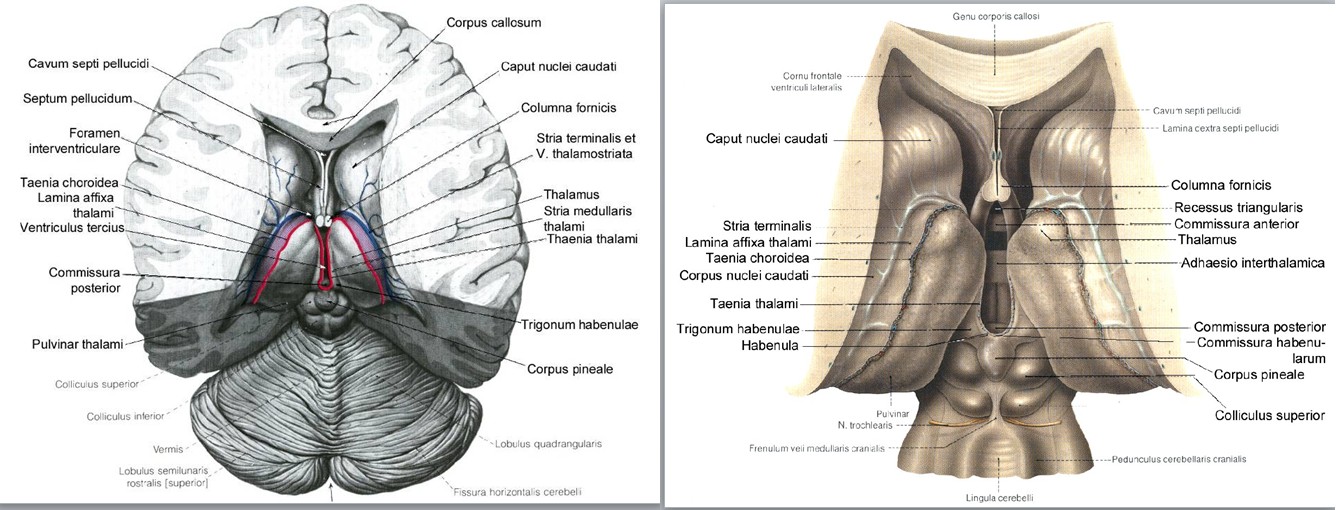 Corpus callosum
Cavum septi pellucidi
Caput nuclei caudati
Septum pellucidum
Columna fornicis
Foramen
interventriculare
Stria terminalis et
V. thalamostriata
Taenia choroidea
Lamina affixa
thalami
Ventriculus tercius
Thalamus
Stria medullaris
thalami
Thaenia thalami
Commissura
posterior
Trigonum habenulae
Pulvinar thalami
Corpus pineale
Colliculus superior
Colliculus inferior
Vermis
Lobulus quadrangularis
Lobulus semilunaris
rostralis [superior]
Fissura horizontalis cerebelli
Genu corporis callosi
Cornu frontale
ventriculi lateralis
Cavum septi pellucidi
Lamina dextra septi pellucidi
Caput nuclei caudati
Columna fornicis
Recessus triangularis
Stria terminalis
Commissura anterior
Lamina affixa thalami
Thalamus
Taenia choroidea
Adhaesio interthalamica
Corpus nuclei caudati
Taenia thalami
Trigonum habenulae
Commissura posterior
Habenula
Commissura habenu-
larum
Corpus pineale
Colliculus superior
Pulvinar
N. trochlearis
Frenulum veli medullaris cranialis
Pedunculus cerebellaris cranialis
Lingula cerebelli